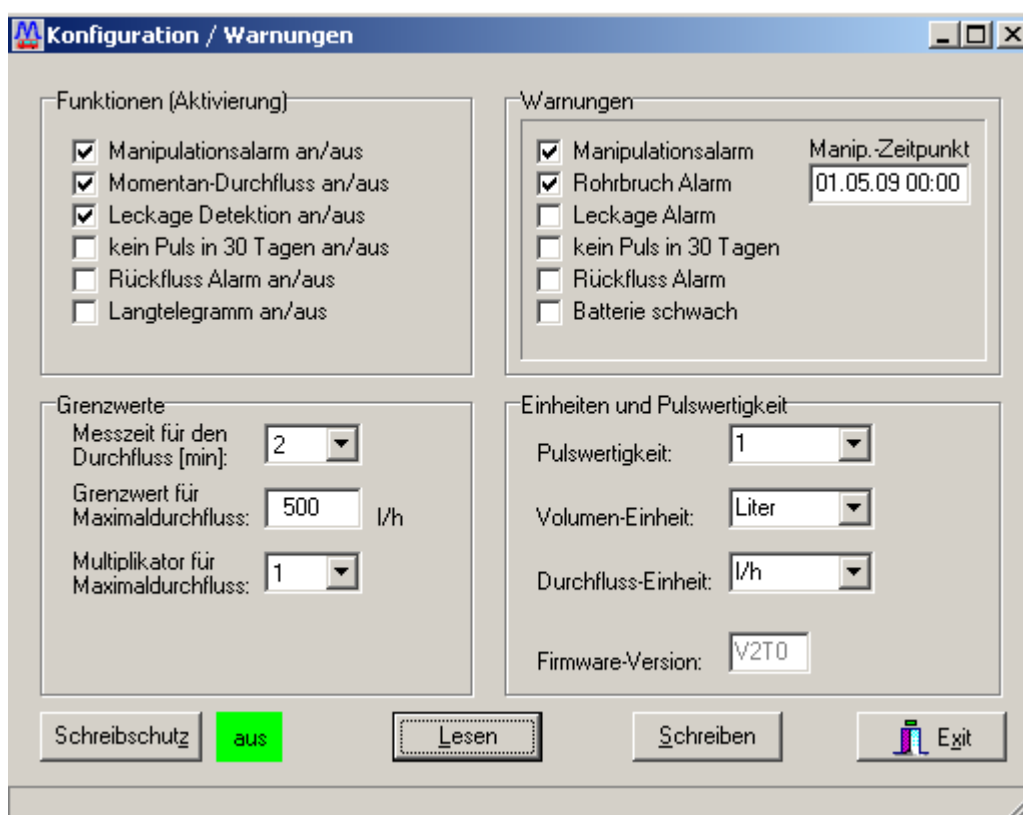 Konfiguration / Warnungen
Funktionen (Aktivierung)
Manipulationsalarm an/aus
Momentan-Durchfluss an/aus
Leckage Detektion an/aus
kein Puls in 30 Tagen an/aus
Rückfluss Alarm an/aus
Langtelegramm an/aus
Warnungen
Manipulationsalarm
Rohrbruch Alarm
Leckage Alarm
kein Puls in 30 Tagen
Rückfluss Alarm
Batterie schwach
Manip.-Zeitpunkt
01.05.09 00:00
Grenzwerte
Messzeit für den
Durchfluss [min]: 2
Grenzwert für
Maximaldurchfluss: 500 l/h
Multiplikator für
Maximaldurchfluss: 1
Einheiten und Pulswertigkeit
Pulswertigkeit: 1
Volumen-Einheit: Liter
Durchfluss-Einheit: l/h
Firmware-Version: V2T0
Schreibschutz aus Lesen Schreiben Exit